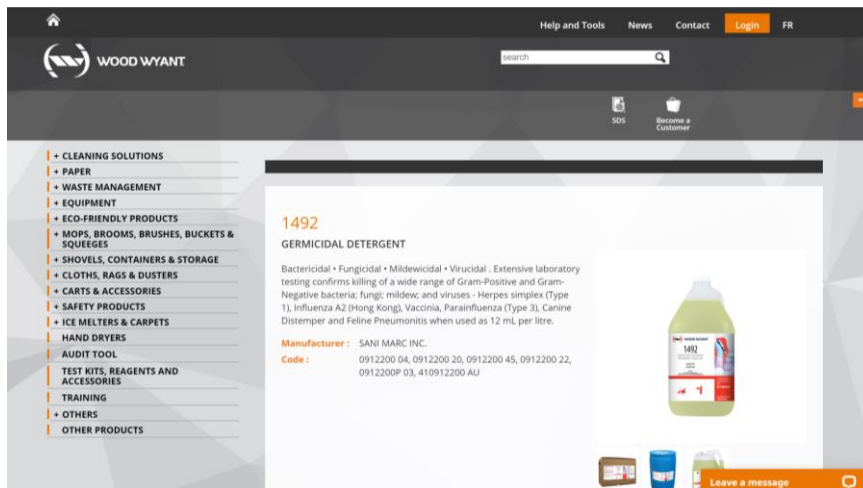 Help and Tools News Contact Login FR
WOOD WYANT
search
SDS
Become a
Customer
+ CLEANING SOLUTIONS
+ PAPER
+ WASTE MANAGEMENT
+ EQUIPMENT
+ ECO-FRIENDLY PRODUCTS
+ MOPS, BROOMS, BRUSHES, BUCKETS &
SQUEEGES
+ SHOVELS, CONTAINERS & STORAGE
+ CLOTHS, RAGS & DUSTERS
+ CARTS & ACCESSORIES
+ SAFETY PRODUCTS
+ ICE MELTERS & CARPETS
HAND DRYERS
AUDIT TOOL
TEST KITS, REAGENTS AND
ACCESSORIES
TRAINING
+ OTHERS
OTHER PRODUCTS
1492
GERMICIDAL DETERGENT
Bactericidal • Fungicidal • Mildewicidal • Virucidal . Extensive laboratory
testing confirms killing of a wide range of Gram-Positive and Gram-
Negative bacteria; fungi; mildew; and viruses - Herpes simplex (Type
1), Influenza A2 (Hong Kong), Vaccinia, Parainfluenza (Type 3), Canine
Distemper and Feline Pneumonitis when used as 12 mL per litre.
Manufacturer : SANI MARC INC.
Code : 0912200 04, 0912200 20, 0912200 45, 0912200 22,
0912200P 03, 410912200 AU
WOOD WYANT
1492
Leave a message